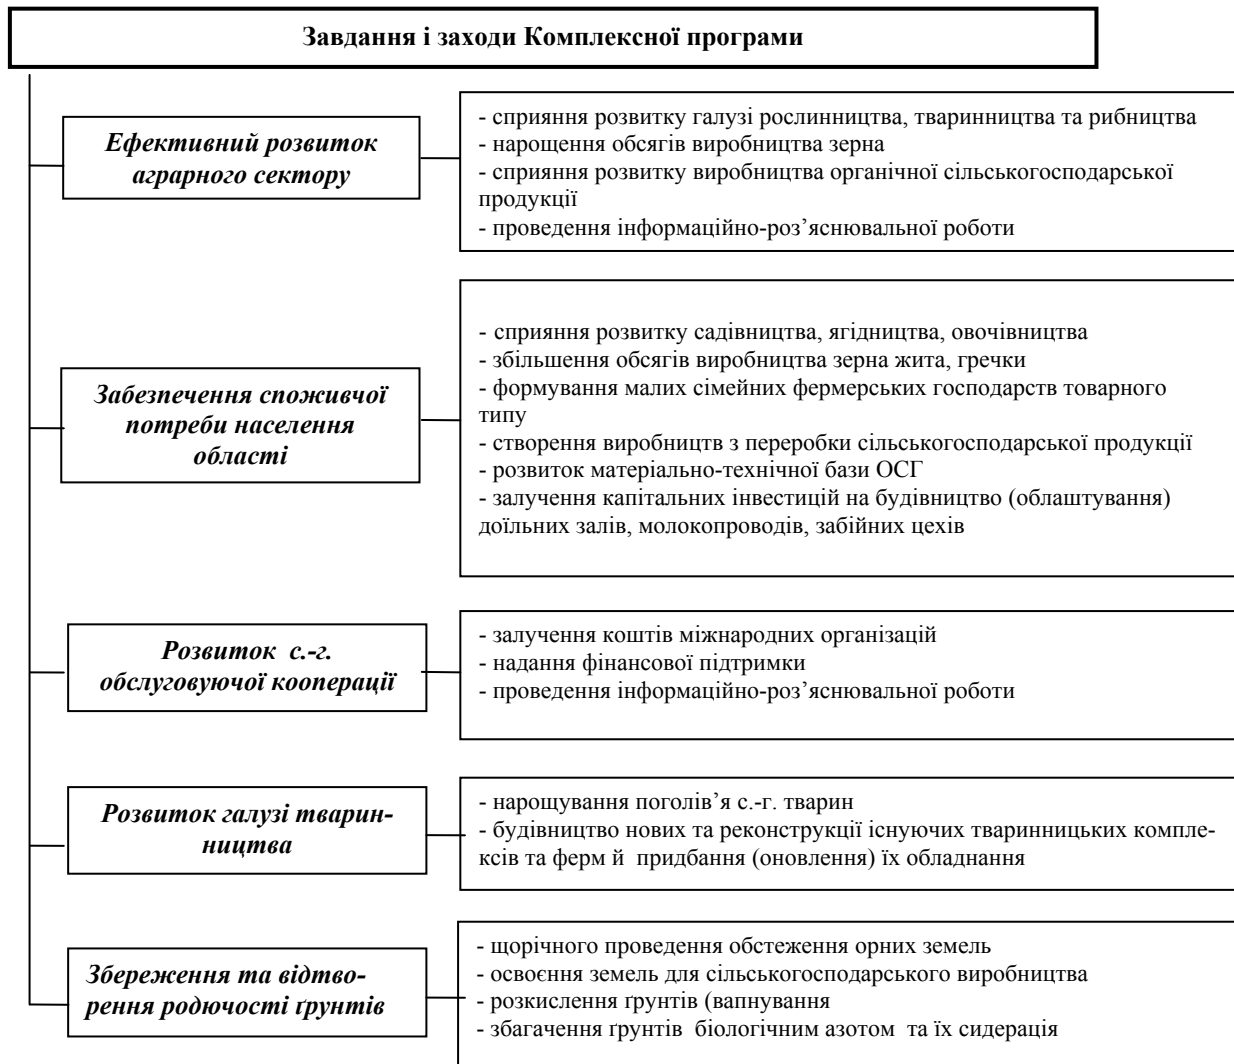 Завдання і заходи Комплексної програми
Ефективний розвиток
аграрного сектору
- сприяння розвитку галузі рослинництва, тваринництва та рибництва
- нарощення обсягів виробництва зерна
- сприяння розвитку виробництва органічної сільськогосподарської
продукції
- проведення інформаційно-роз’яснювальної роботи
Забезпечення споживчої
потреби населення
області
- сприяння розвитку садівництва, ягідництва, овочівництва
- збільшення обсягів виробництва зерна жита, гречки
- формування малих сімейних фермерських господарств товарного
типу
- створення виробництв з переробки сільськогосподарської продукції
- розвиток матеріально-технічної бази ОСГ
- залучення капітальних інвестицій на будівництво (облаштування)
доїльних залів, молокопроводів, забійних цехів
Розвиток с.-г.
обслуговуючої кооперації
- залучення коштів міжнародних організацій
- надання фінансової підтримки
- проведення інформаційно-роз’яснювальної роботи
Розвиток галузі тварин-
ництва
- нарощування поголів’я с.-г. тварин
- будівництво нових та реконструкції існуючих тваринницьких компле-
ксів та ферм й придбання (оновлення) їх обладнання
Збереження та відтво-
рення родючості ґрунтів
- щорічного проведення обстеження орних земель
- освоєння земель для сільськогосподарського виробництва
- розкислення ґрунтів (вапнування
- збагачення ґрунтів біологічним азотом та їх сидерація